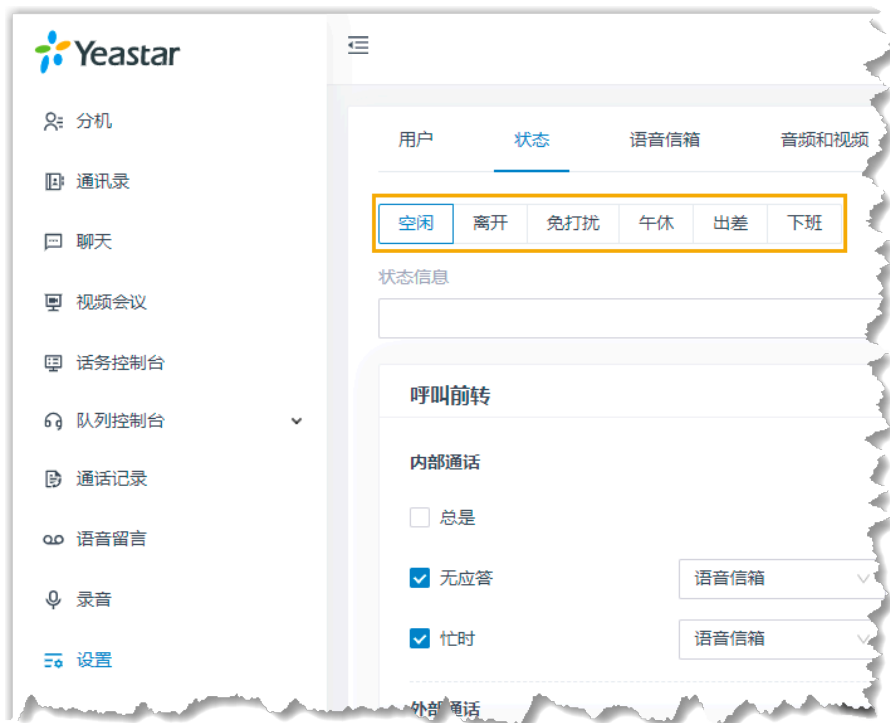 Yeastar
分机
通讯录
聊天
视频会议
话务控制台
队列控制台
通话记录
语音留言
录音
设置
用户 状态 语音信箱 音频和视频
空闲 离开 免打扰 午休 出差 下班
状态信息
呼叫前转
内部通话
总是
无应答 语音信箱
忙时 语音信箱
外部通话